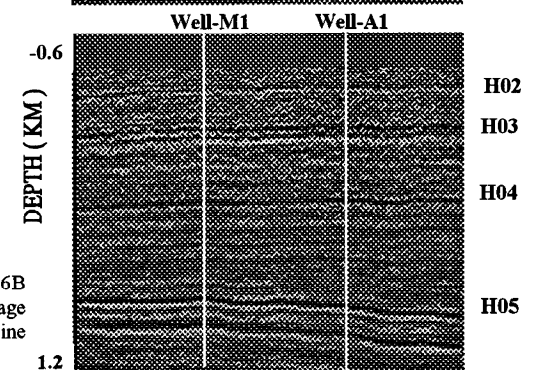 Well-M1 Well-A1
-0.6
H02
H03
DEPTH ( KM )
H04
6B
age
ine
H05
1.2